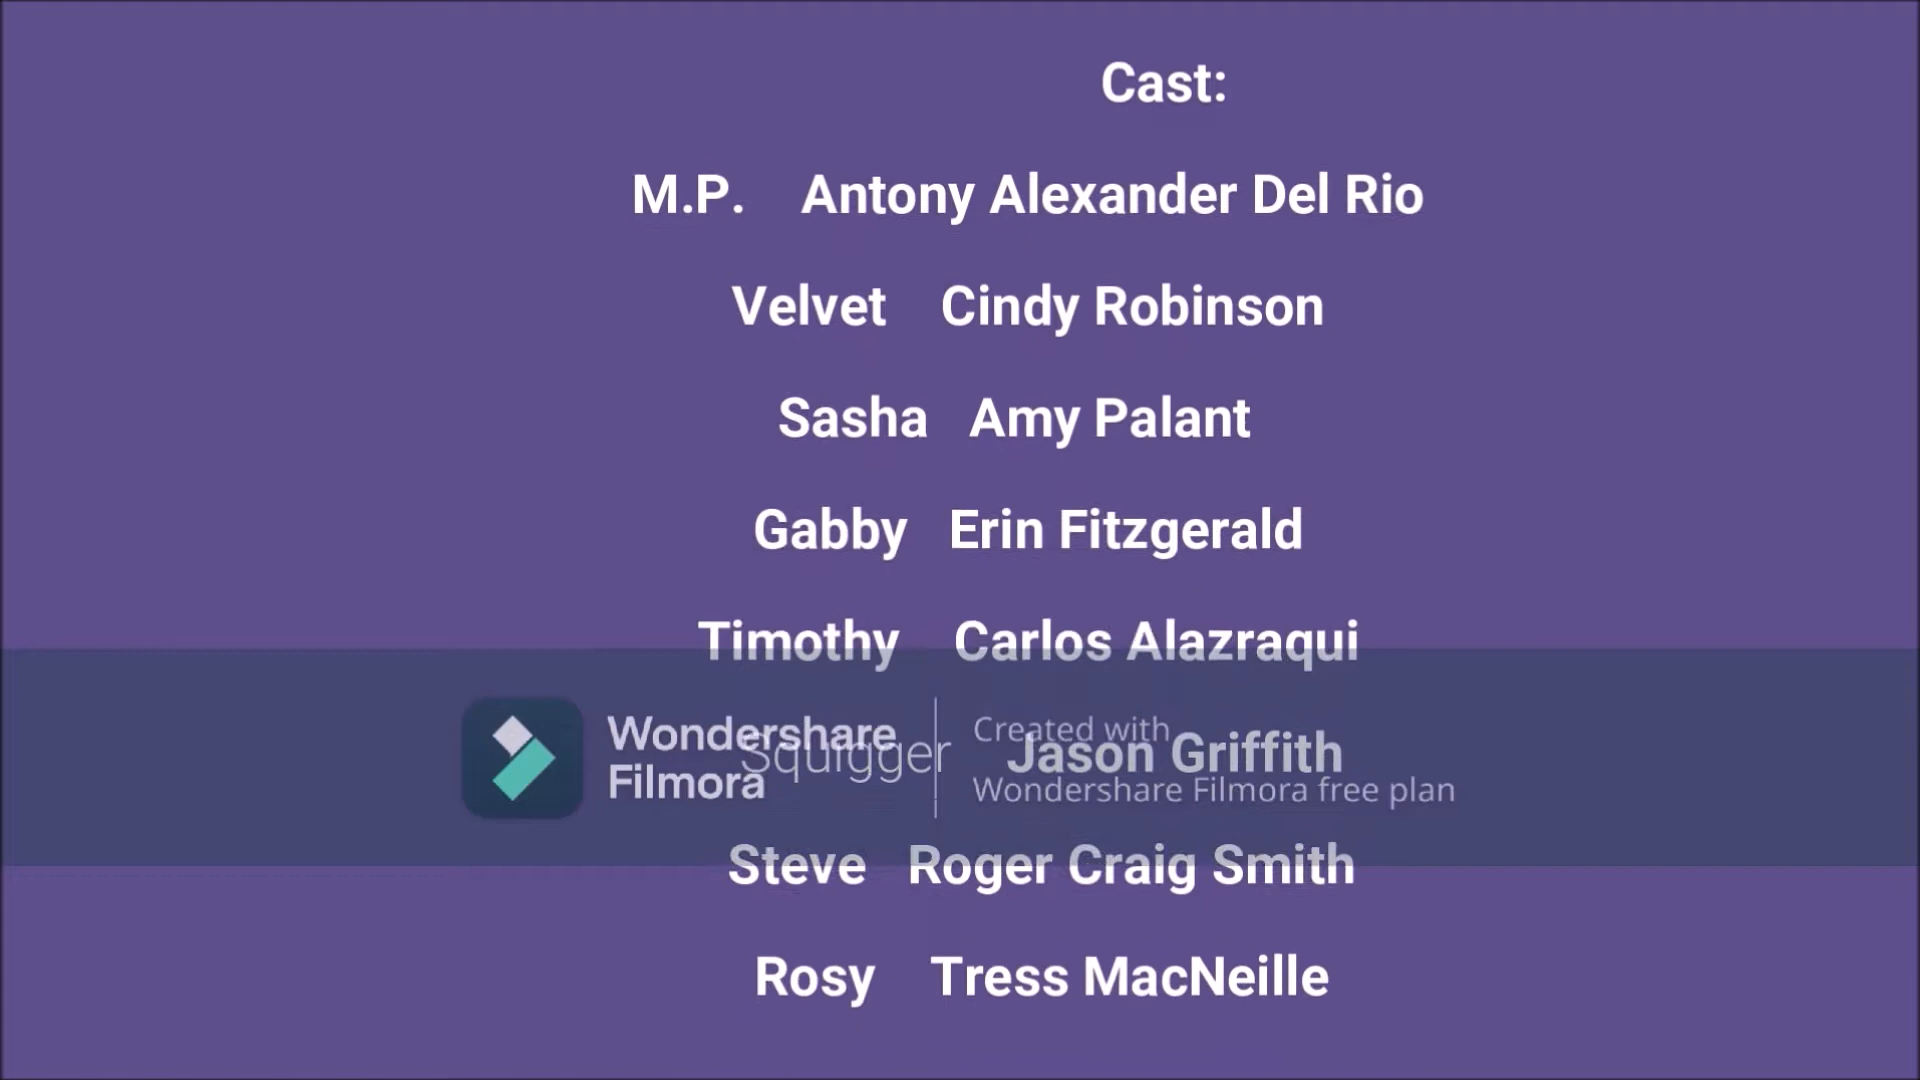 Cast:
M.P. Antony Alexander Del Rio
Velvet Cindy Robinson
Sasha Amy Palant
Gabby Erin Fitzgerald
Timothy Carlos Alazraqui
Wondershare
Filmora
Created with
Wondershare Filmora free plan
Squigger Jason Griffith
Steve Roger Craig Smith
Rosy Tress MacNeille